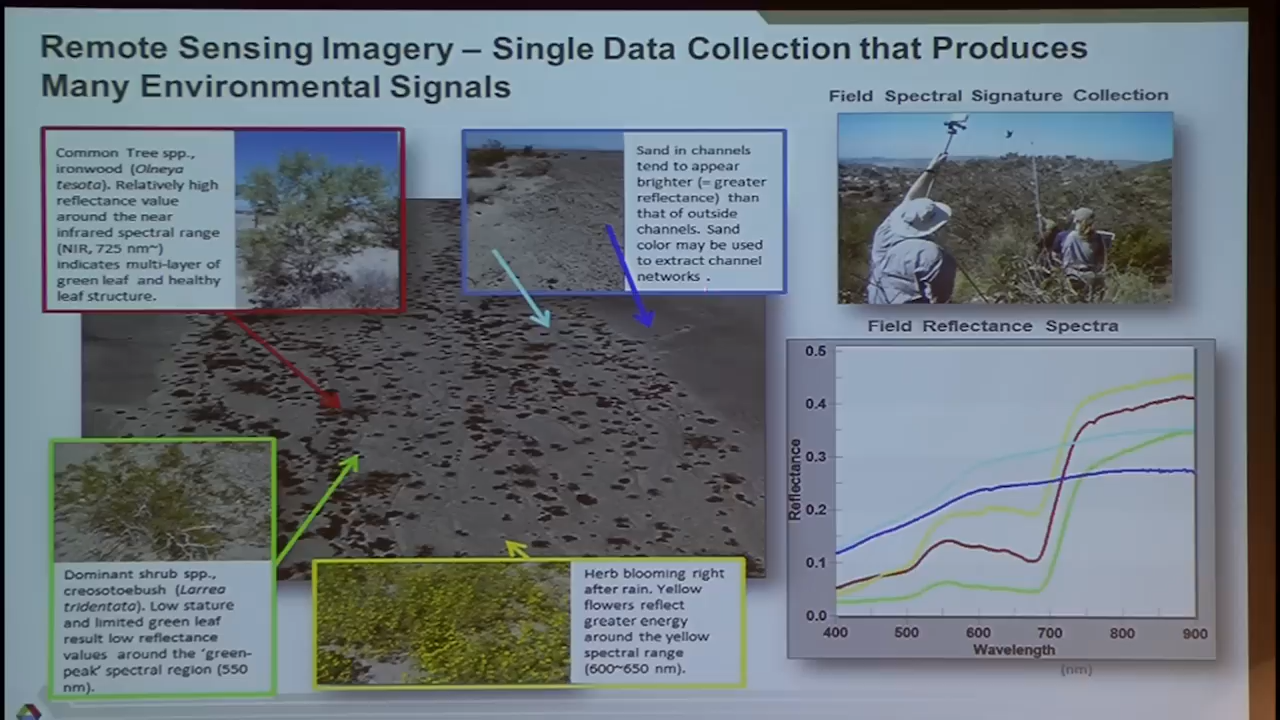 Remote Sensing Imagery – Single Data Collection that Produces
Many Environmental Signals
Common Tree spp.,
ironwood (Olneya
tesota). Relatively high
reflectance value
around the near
infrared spectral range
(NIR, 725 nm~)
indicates multi-layer of
green leaf and healthy
leaf structure.
Sand in channels
tend to appear
brighter (= greater
reflectance) than
that of outside
channels. Sand
color may be used
to extract channel
networks .
Field Spectral Signature Collection
Dominant shrub spp.,
creosotoebush (Larrea
tridentata). Low stature
and limited green leaf
result low reflectance
values around the ‘green-
peak’ spectral region (550
nm).
Herb blooming right
after rain. Yellow
flowers reflect
greater energy
around the yellow
spectral range
(600~650 nm).
Field Reflectance Spectra
Reflectance
0.5
0.4
0.3
0.2
0.1
0.0
400 500 600 700 800 900
Wavelength
(nm)